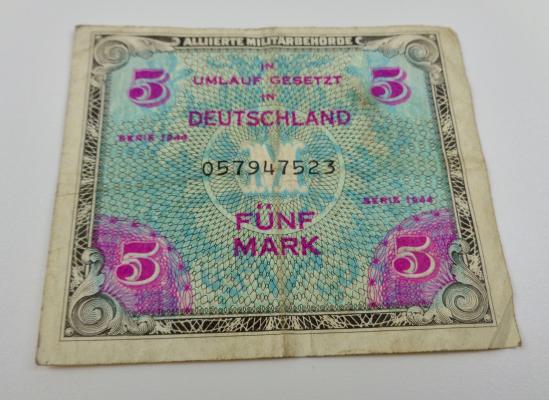 ALLIIERTE MILITÄRBEHÖRDE
5 IN 5
UMLAUF GESETZT
IN
DEUTSCHLAND
SERIE 1944
M
057947523
SERIE 1944
FÜNF
MARK
5 5